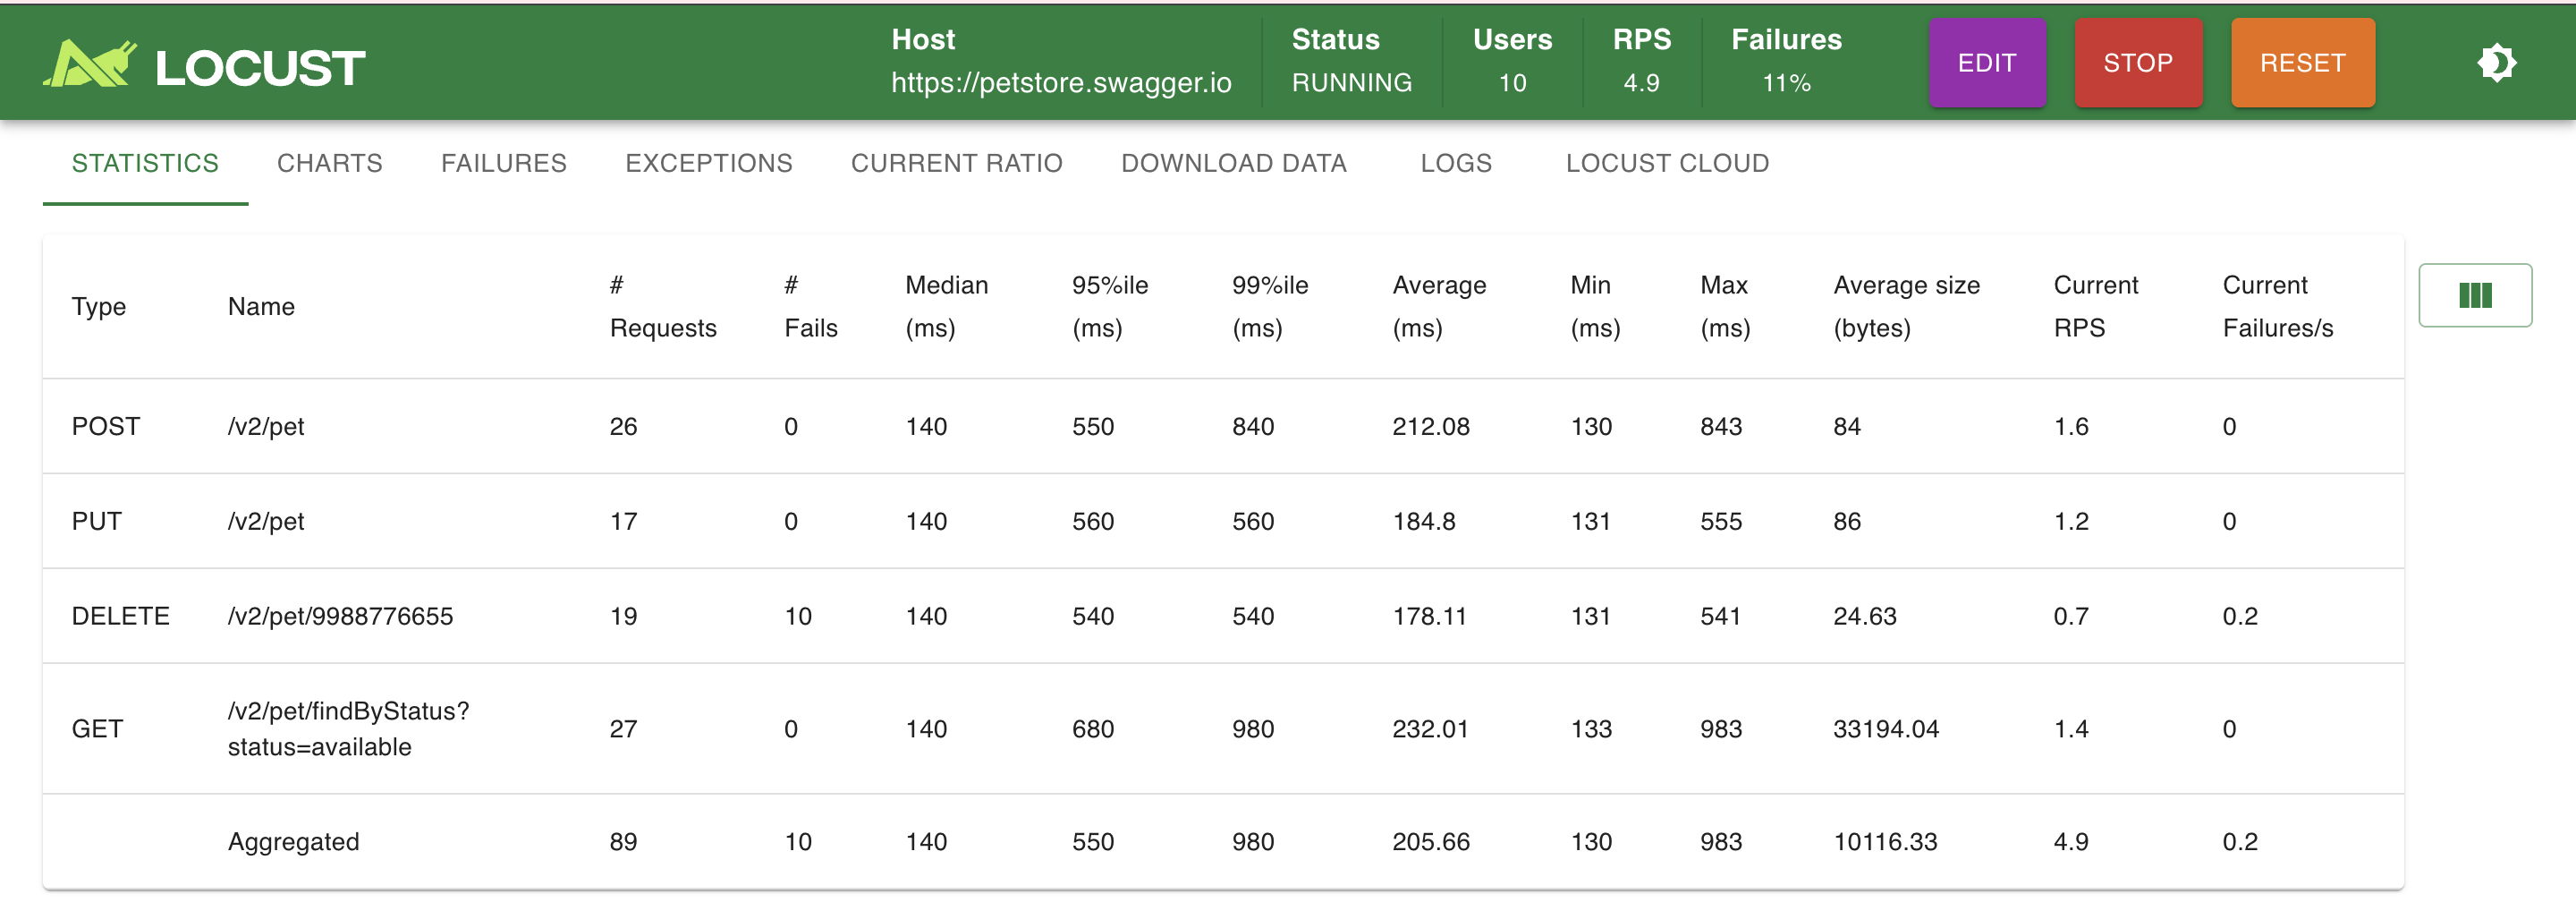 LOCUST
Host
https://petstore.swagger.io
Status
RUNNING
Users
10
RPS
4.9
Failures
11%
EDIT
STOP
RESET
STATISTICS CHARTS FAILURES EXCEPTIONS CURRENT RATIO DOWNLOAD DATA LOGS LOCUST CLOUD
Type Name # Requests # Fails Median (ms) 95%ile (ms) 99%ile (ms) Average (ms) Min (ms) Max (ms) Average size (bytes) Current RPS Current Failures/s
POST /v2/pet 26 0 140 550 840 212.08 130 843 84 1.6 0
PUT /v2/pet 17 0 140 560 560 184.8 131 555 86 1.2 0
DELETE /v2/pet/9988776655 19 10 140 540 540 178.11 131 541 24.63 0.7 0.2
GET /v2/pet/findByStatus?
status=available 27 0 140 680 980 232.01 133 983 33194.04 1.4 0
Aggregated 89 10 140 550 980 205.66 130 983 10116.33 4.9 0.2